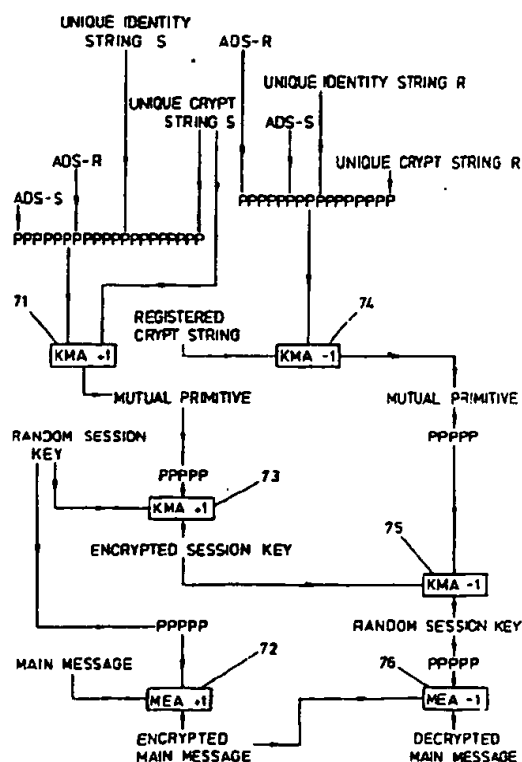 UNIQUE IDENTITY
STRING S
ADS-R
UNIQUE IDENTITY STRING R
UNIQUE CRYPT
STRING S
ADS-S
ADS-R
UNIQUE CRYPT STRING R
ADS-S
PPPPPPPPPPPPPPPP
PPPPPPPPPPPPPPPPPPPP
71
REGISTERED
CRYPT STRING
74
KMA +1
KMA -1
MUTUAL PRIMITIVE
MUTUAL PRIMITIVE
RANDOM SESSION
KEY
PPPPP
PPPPP
73
KMA +1
75
ENCRYPTED SESSION KEY
KMA -1
PPPPP
72
RANDOM SESSION KEY
MAIN MESSAGE
76
PPPPP
MEA +1
MEA -1
ENCRYPTED
MAIN MESSAGE
DECRYPTED
MAIN MESSAGE